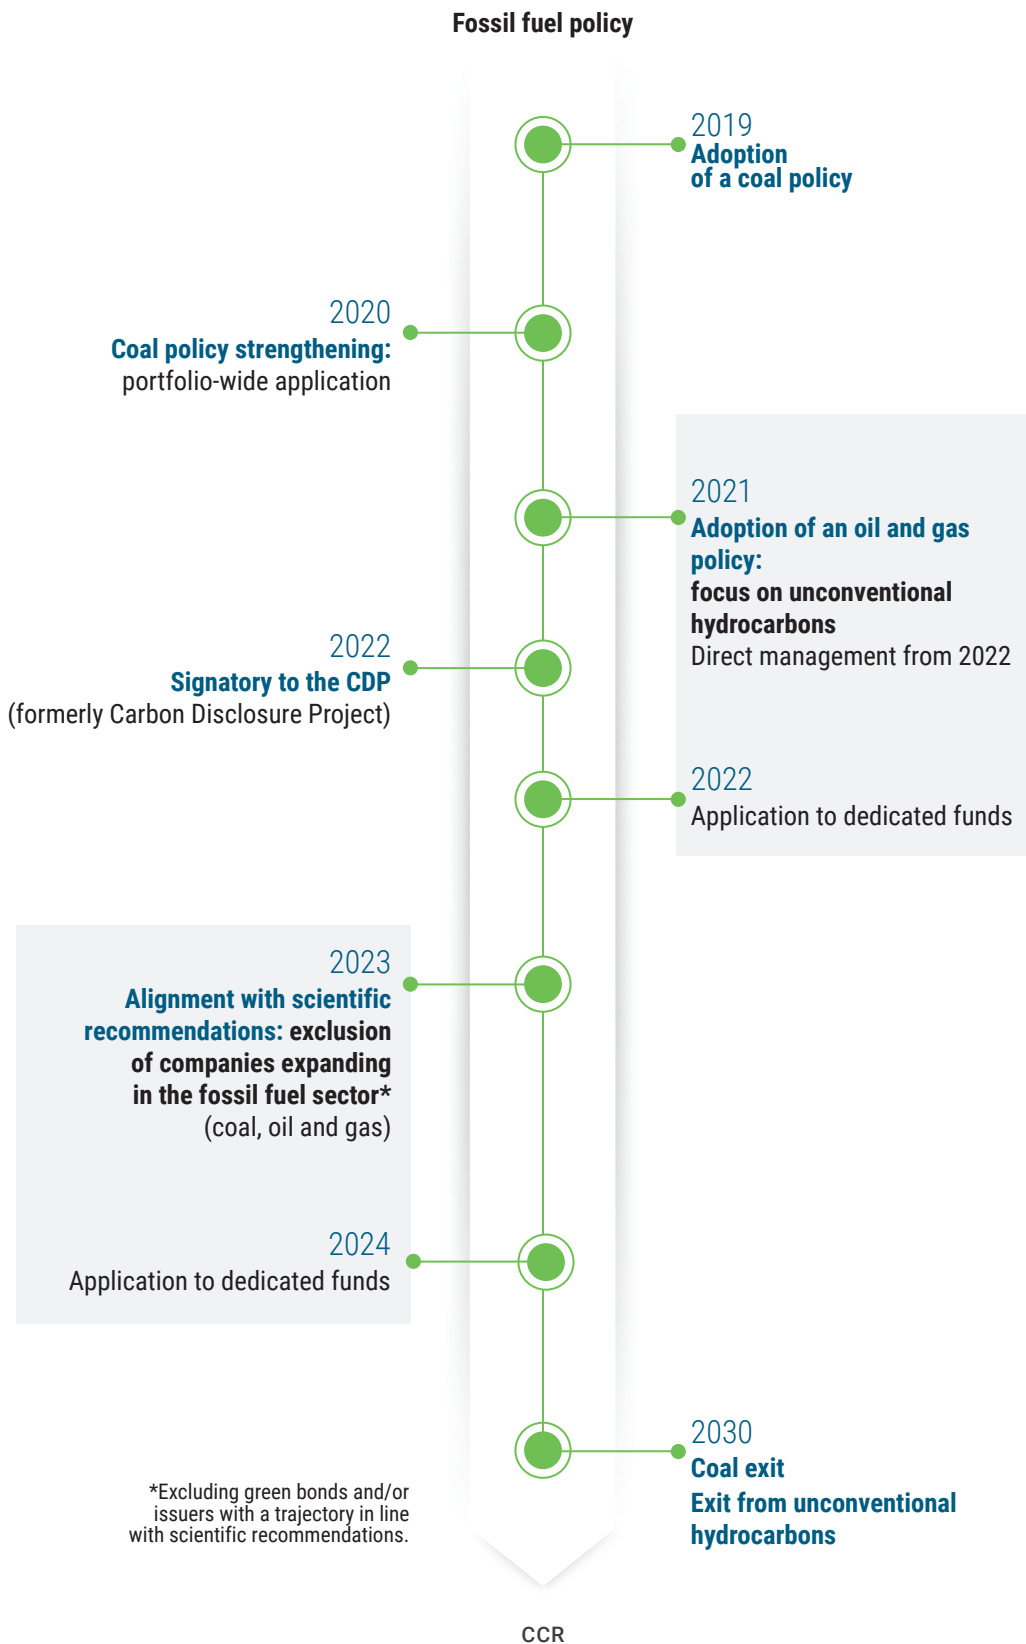 Fossil fuel policy
2019
Adoption
of a coal policy
2020
Coal policy strengthening:
portfolio-wide application
2021
Adoption of an oil and gas
policy:
focus on unconventional
hydrocarbons
Direct management from 2022
2022
Signatory to the CDP
(formerly Carbon Disclosure Project)
2022
Application to dedicated funds
2023
Alignment with scientific
recommendations: exclusion
of companies expanding
in the fossil fuel sector*
(coal, oil and gas)
2024
Application to dedicated funds
2030
Coal exit
Exit from unconventional
hydrocarbons
*Excluding green bonds and/or
issuers with a trajectory in line
with scientific recommendations.
CCR